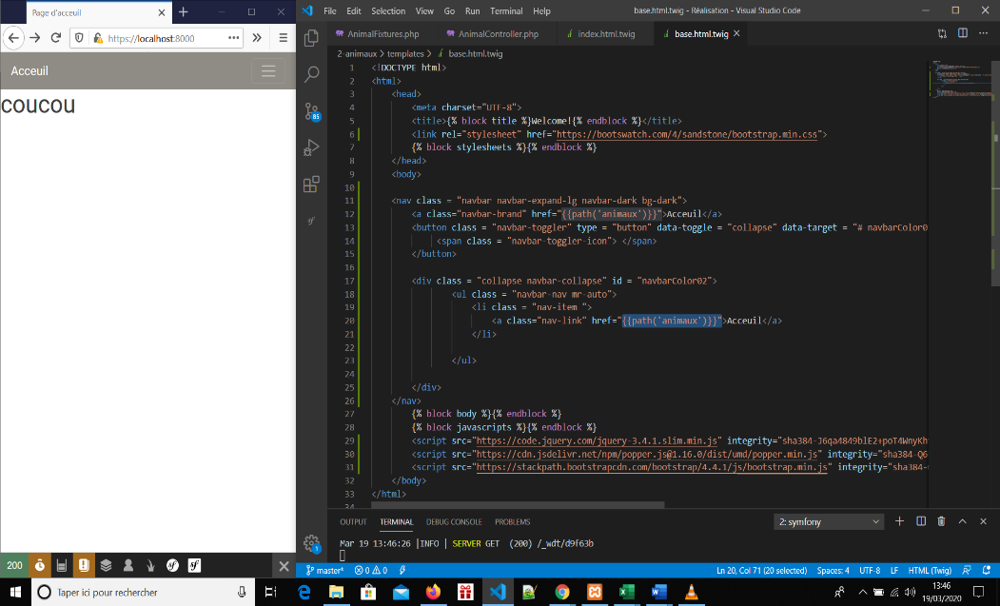 Page d'acceuil
https://localhost:8000
Acceuil
coucou
200
File Edit Selection View Go Run Terminal Help
base.html.twig - Réalisation - Visual Studio Code
AnimalFixtures.php AnimalController.php index.html.twig base.html.twig
2-animaux > templates > base.html.twig
85
1 <!DOCTYPE html>
2 <html>
3 <head>
4 <meta charset="UTF-8">
5 <title>{% block title %}Welcome!{% endblock %}</title>
6 <link rel="stylesheet" href="https://bootswatch.com/4/sandstone/bootstrap.min.css">
7 {% block stylesheets %}{% endblock %}
8 </head>
9 <body>
10
11 <nav class = "navbar navbar-expand-lg navbar-dark bg-dark">
12 <a class="navbar-brand" href="{{path('animaux')}}">Acceuil</a>
13 <button class = "navbar-toggler" type = "button" data-toggle = "collapse" data-target = "# navbarColor0
14 <span class = "navbar-toggler-icon"> </span>
15 </button>
16
17 <div class = "collapse navbar-collapse" id = "navbarColor02">
18 <ul class = "navbar-nav mr-auto">
19 <li class = "nav-item ">
20 <a class="nav-link" href="{{path('animaux')}}">Acceuil</a>
21 </li>
22
23 </ul>
24
25 </div>
26 </nav>
27 {% block body %}{% endblock %}
28 {% block javascripts %}{% endblock %}
29 <script src="https://code.jquery.com/jquery-3.4.1.slim.min.js" integrity="sha384-J6qa4849blE2+poT4WnyKh
30 <script src="https://cdn.jsdelivr.net/npm/popper.js@1.16.0/dist/umd/popper.min.js" integrity="sha384-Q6
31 <script src="https://stackpath.bootstrapcdn.com/bootstrap/4.4.1/js/bootstrap.min.js" integrity="sha384-
32 </body>
33 </html>
34
OUTPUT TERMINAL DEBUG CONSOLE PROBLEMS
2: symfony
Mar 19 13:46:26 |INFO | SERVER GET (200) /_wdt/d9f63b
1
master* 0 0
Ln 20, Col 71 (20 selected) Spaces: 4 UTF-8 LF HTML (Twig)
Taper ici pour rechercher
13:46
19/03/2020